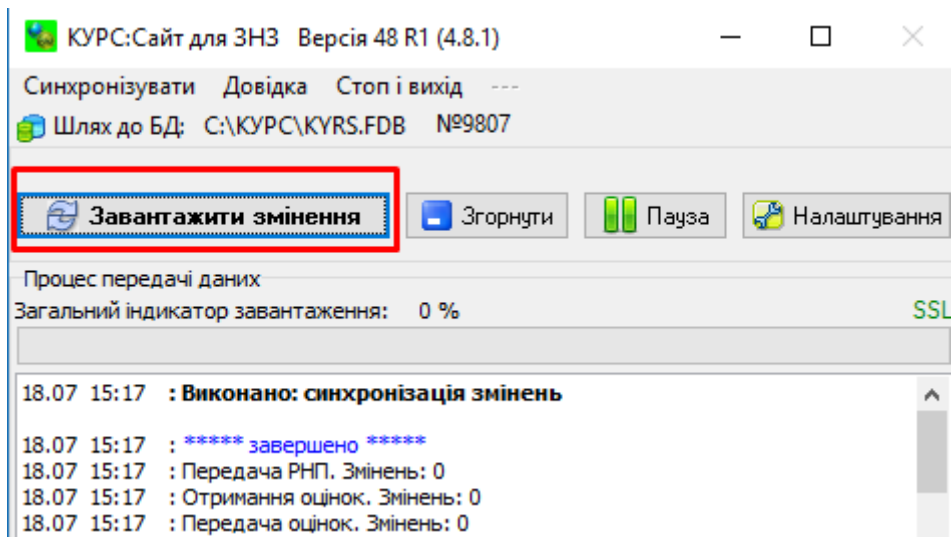 КУРС:Сайт для ЗНЗ Версія 48 R1 (4.8.1)
Синхронізувати Довідка Стоп і вихід ---
Шлях до БД: C:\КУРС\KYRS.FDB №9807
Завантажити змінення Згорнути Пауза Налаштування
Процес передачі даних
Загальний індикатор завантаження: 0 % SSL
18.07 15:17 : Виконано: синхронізація змінень
18.07 15:17 : ***** завершено *****
18.07 15:17 : Передача РНП. Змінень: 0
18.07 15:17 : Отримання оцінок. Змінень: 0
18.07 15:17 : Передача оцінок. Змінень: 0